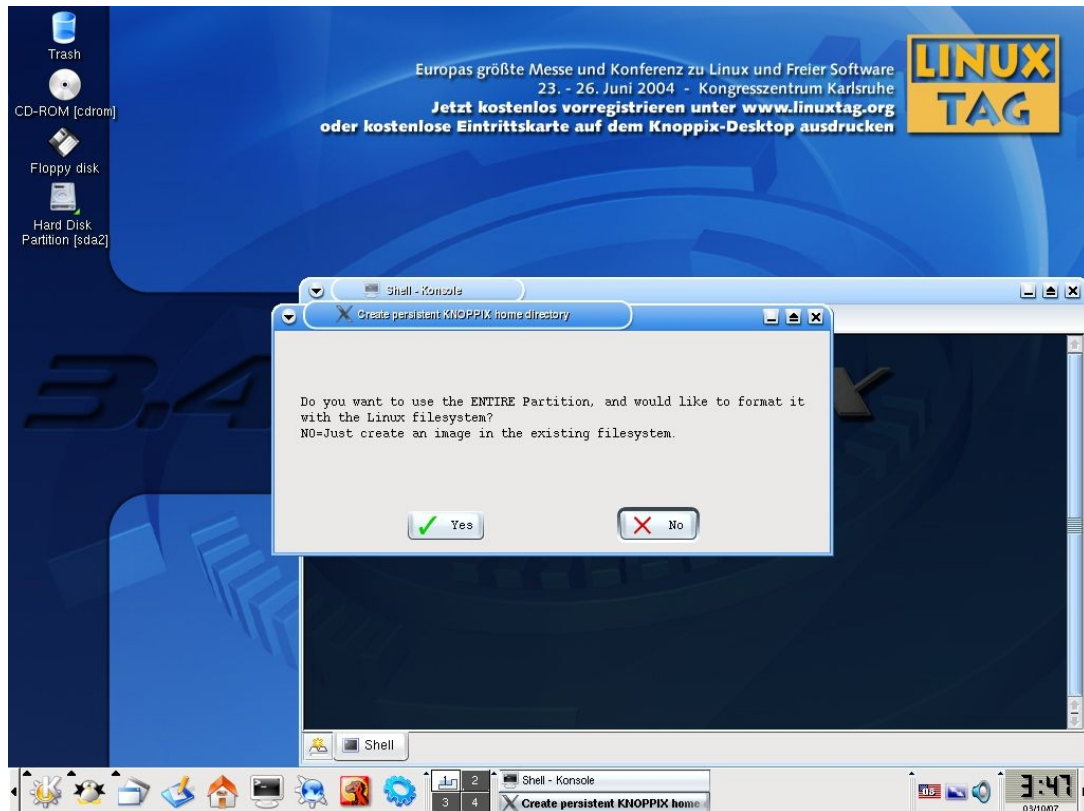 Trash
CD-ROM [cdrom]
Floppy disk
Hard Disk
Partition [sda2]
Europas größte Messe und Konferenz zu Linux und Freier Software
23. - 26. Juni 2004 - Kongresszentrum Karlsruhe
Jetzt kostenlos vorregistrieren unter www.linuxtag.org
oder kostenlose Eintrittskarte auf dem Knoppix-Desktop ausdrucken
LINUX
TAG
3.4
Shell - Konsole
Create persistent KNOPPIX home directory
Do you want to use the ENTIRE Partition, and would like to format it
with the Linux filesystem?
NO=Just create an image in the existing filesystem.
Yes
No
Shell
2
3 4
Shell - Konsole
Create persistent KNOPPIX home
US
3:47
03/10/07